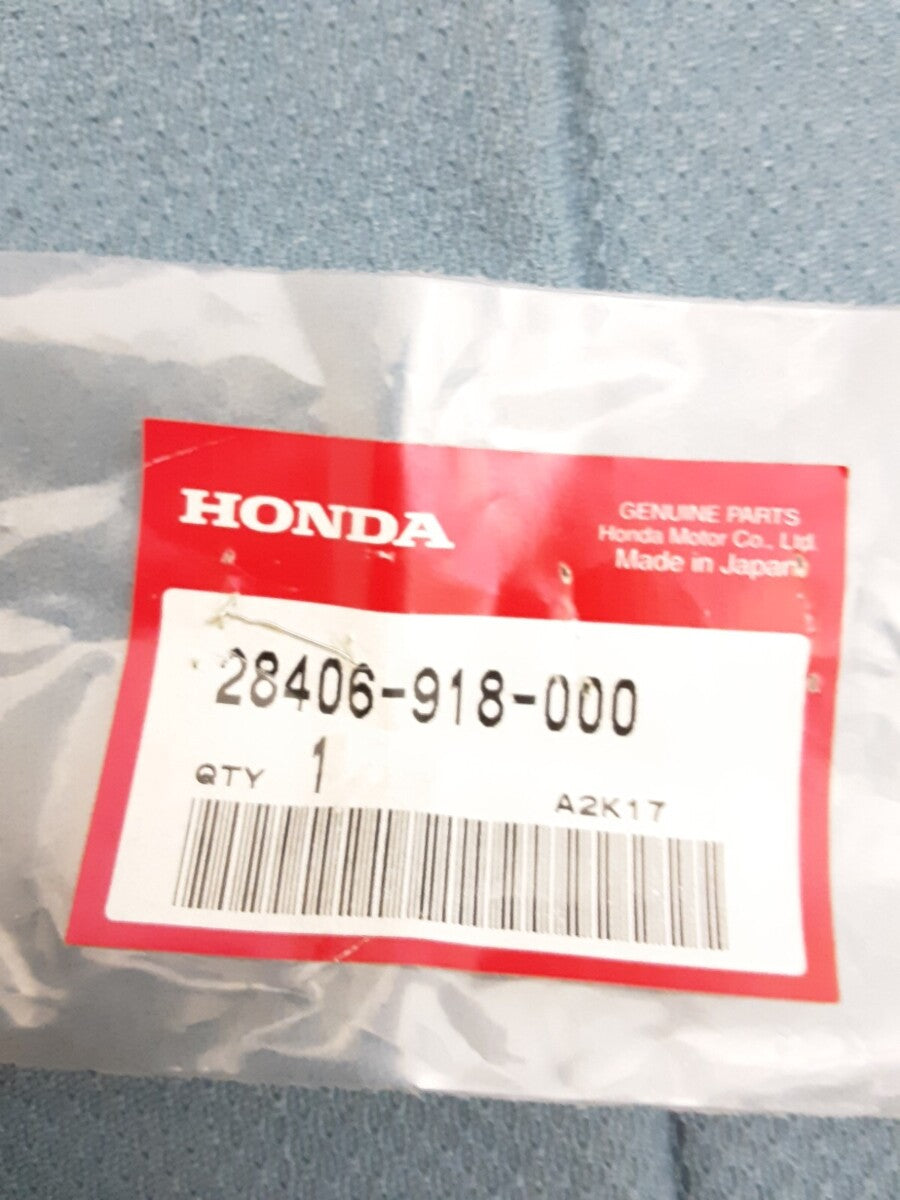 HONDA
GENUINE PARTS
Honda Motor Co., Ltd.
Made in Japan
28406-918-000
QTY 1
A2K17